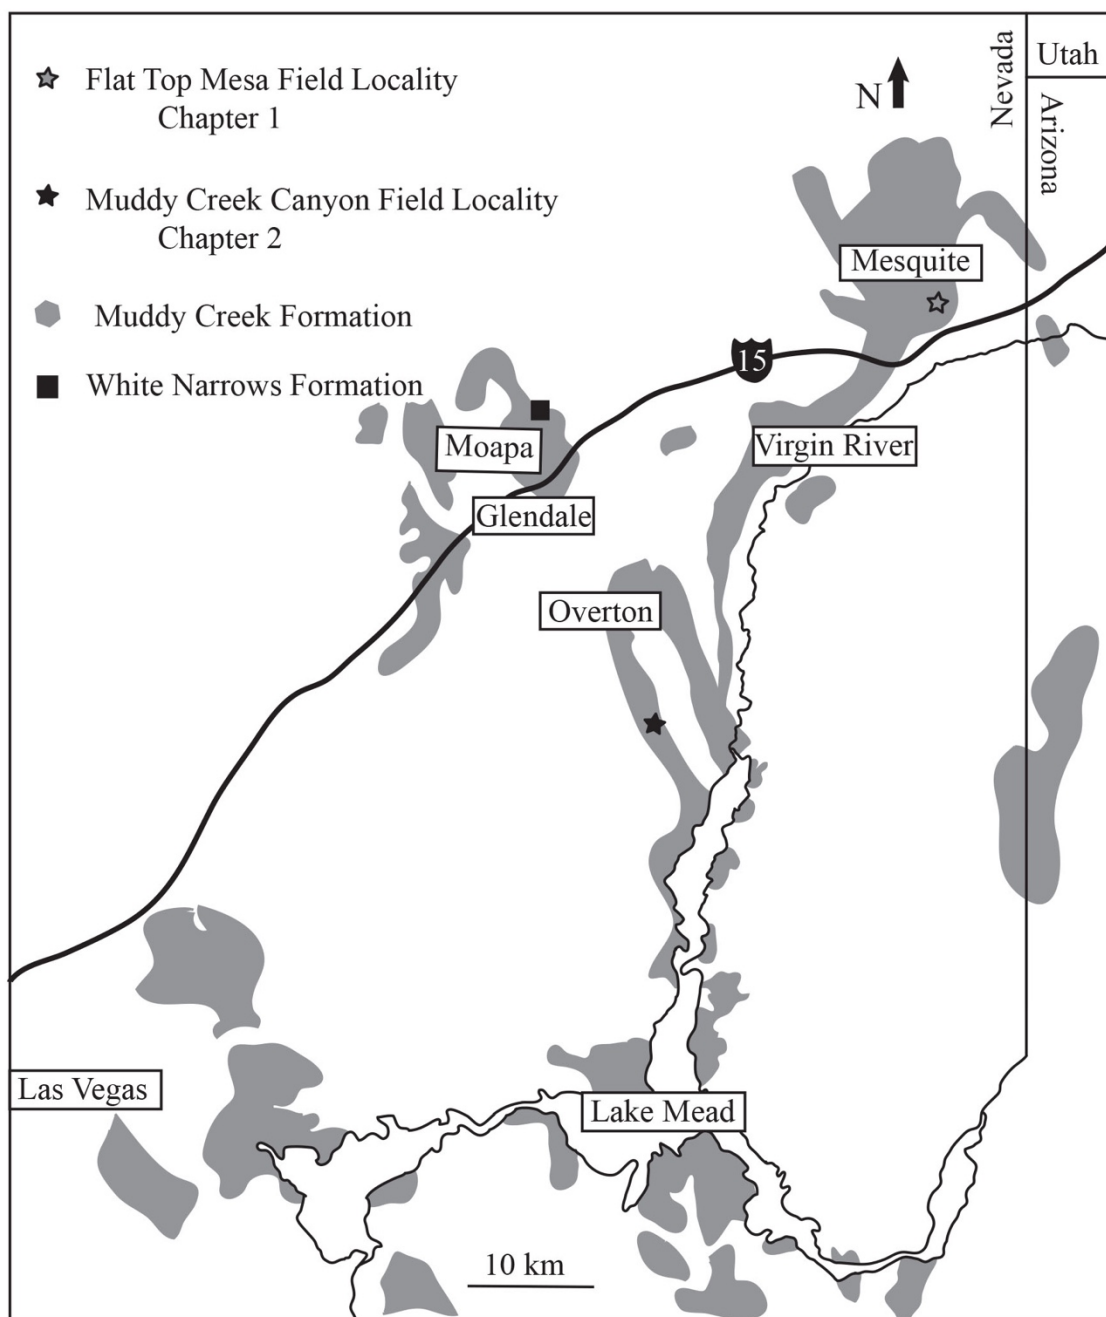 Flat Top Mesa Field Locality
Chapter 1
Muddy Creek Canyon Field Locality
Chapter 2
Muddy Creek Formation
White Narrows Formation
N
Nevada
Utah
Arizona
Mesquite
15
Moapa
Virgin River
Glendale
Overton
Las Vegas
Lake Mead
10 km